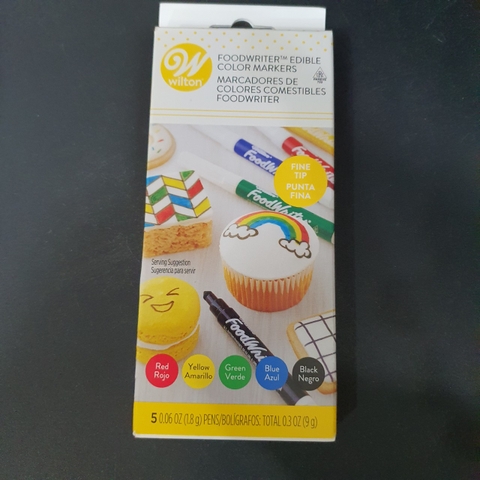 W
wilton
FOODWRITER™ EDIBLE
COLOR MARKERS
MARCADORES DE
COLORES COMESTIBLES
FOODWRITER
FINE
TIP
PUNTA
FINA
FoodWriter
Serving Suggestion
Sugerencia para servir
FoodWri
Red
Rojo
Yellow
Amarillo
Green
Verde
Blue
Azul
Black
Negro
5 0.06 OZ (1.8 g) PENS/BOLÍGRAFOS: TOTAL 0.3 OZ (9 g)